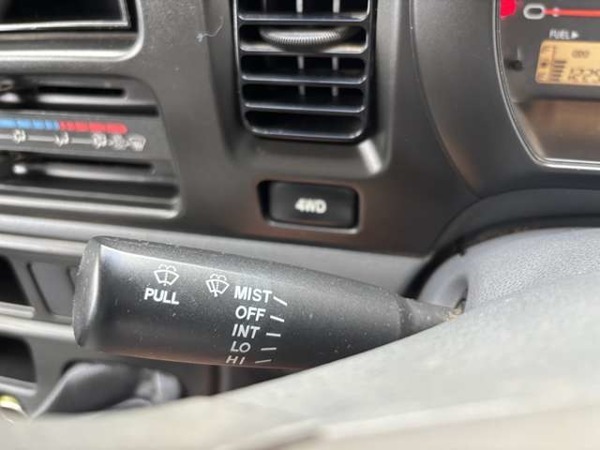 FUEL▶
4WD
PULL
MIST
OFF
INT
LO
HI